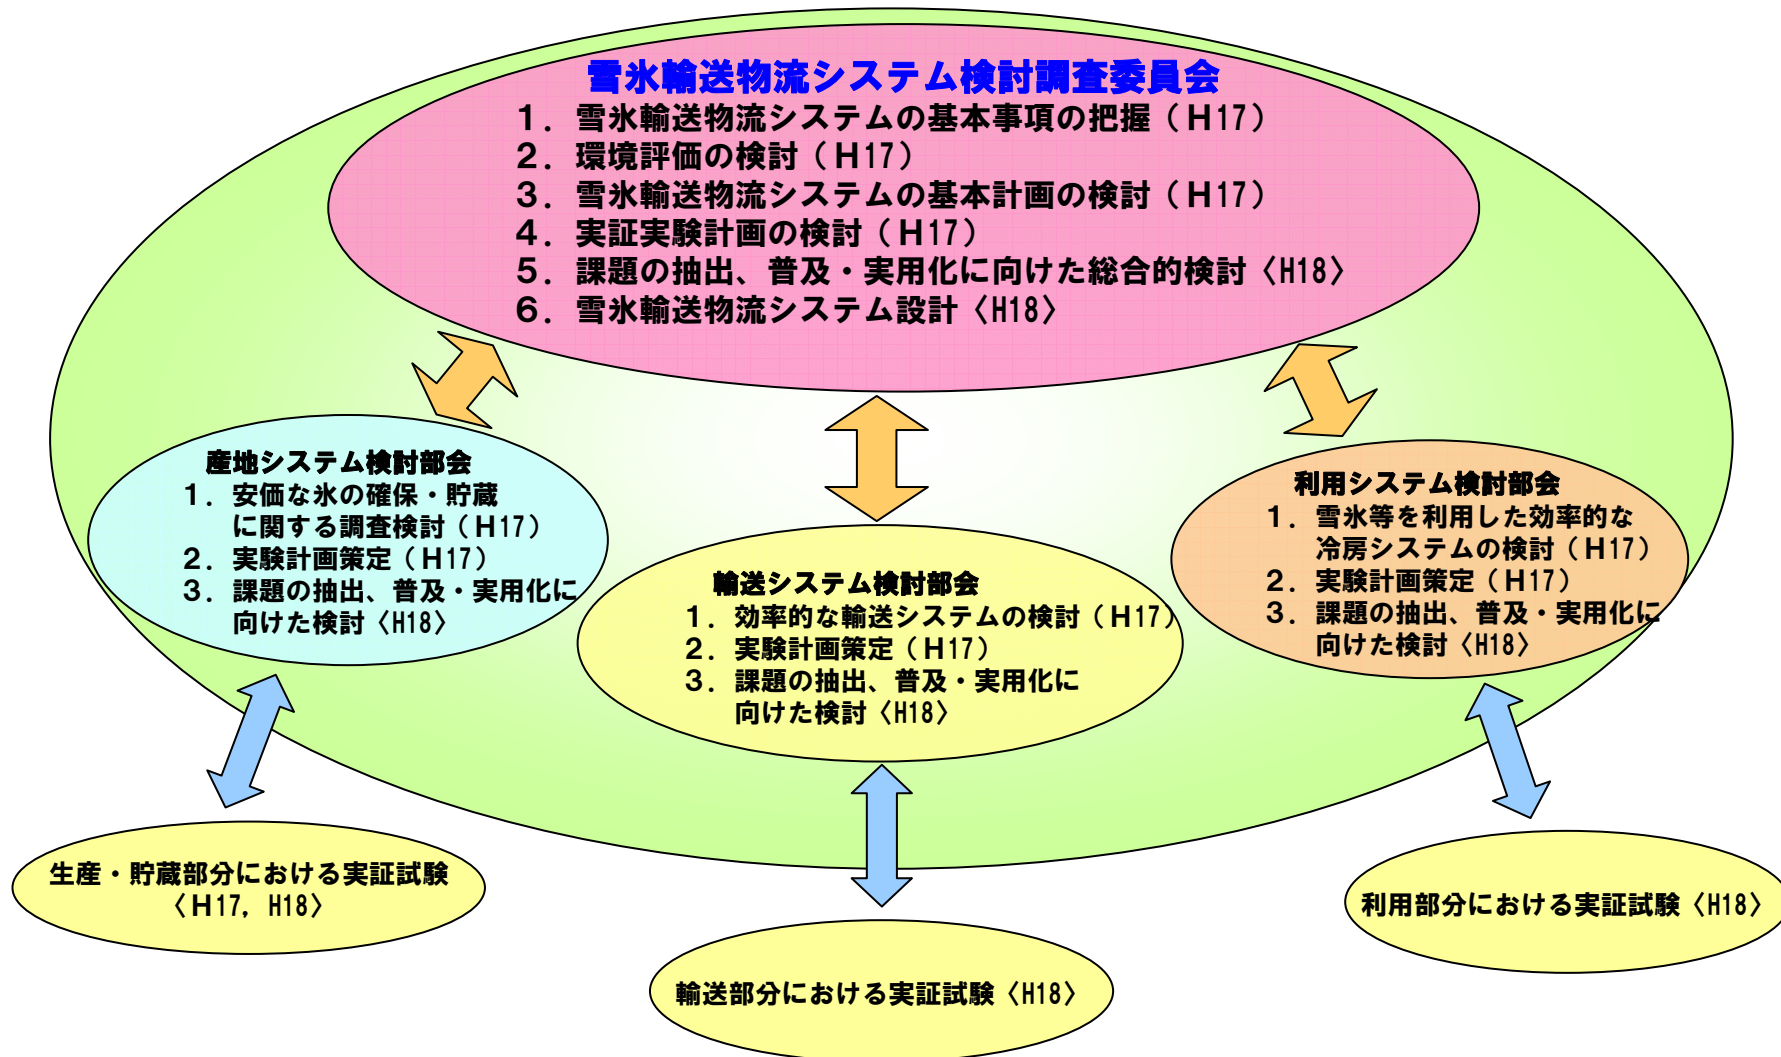 雪氷輸送物流システム検討調査委員会
１．雪氷輸送物流システムの基本事項の把握（H17）
２．環境評価の検討（H17）
３．雪氷輸送物流システムの基本計画の検討（H17）
４．実証実験計画の検討（H17）
５．課題の抽出、普及・実用化に向けた総合的検討〈H18〉
６．雪氷輸送物流システム設計〈H18〉
産地システム検討部会
１．安価な氷の確保・貯蔵
に関する調査検討（H17）
２．実験計画策定（H17）
３．課題の抽出、普及・実用化に
向けた検討〈H18〉
輸送システム検討部会
１．効率的な輸送システムの検討（H17）
２．実験計画策定（H17）
３．課題の抽出、普及・実用化に
向けた検討〈H18〉
利用システム検討部会
１．雪氷等を利用した効率的な
冷房システムの検討（H17）
２．実験計画策定（H17）
３．課題の抽出、普及・実用化に
向けた検討〈H18〉
生産・貯蔵部分における実証試験
〈H17, H18〉
輸送部分における実証試験〈H18〉
利用部分における実証試験〈H18〉